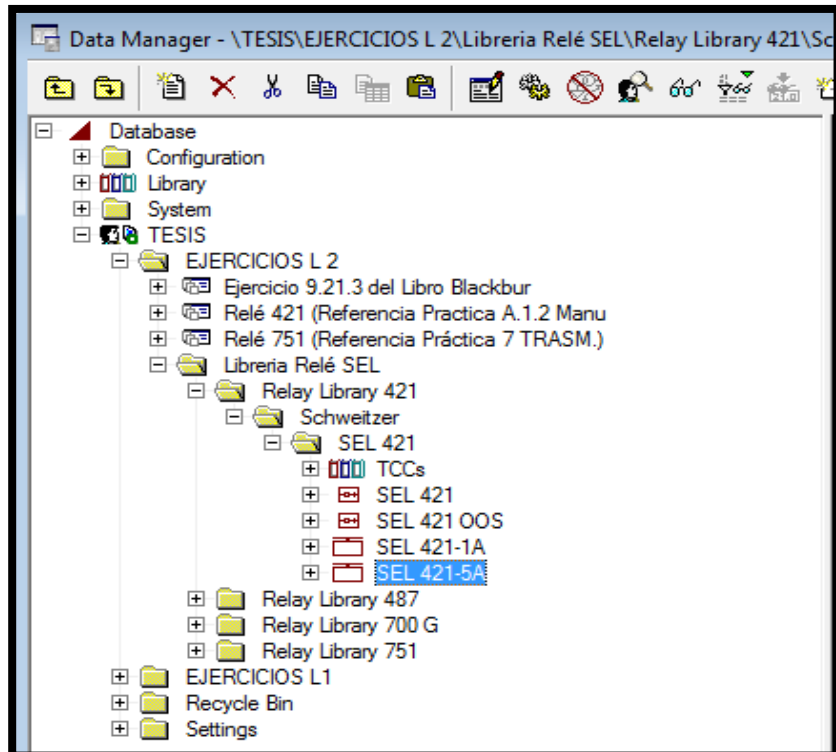 Data Manager - \TESIS\EJERCICIOS L 2\Libreria Relé SEL\Relay Library 421\Sc
Database
Configuration
Library
System
TESIS
EJERCICIOS L 2
Ejercicio 9.21.3 del Libro Blackbur
Relé 421 (Referencia Practica A.1.2 Manu
Relé 751 (Referencia Práctica 7 TRASM.)
Libreria Relé SEL
Relay Library 421
Schweitzer
SEL 421
TCCs
SEL 421
SEL 421 OOS
SEL 421-1A
SEL 421-5A
Relay Library 487
Relay Library 700 G
Relay Library 751
EJERCICIOS L1
Recycle Bin
Settings